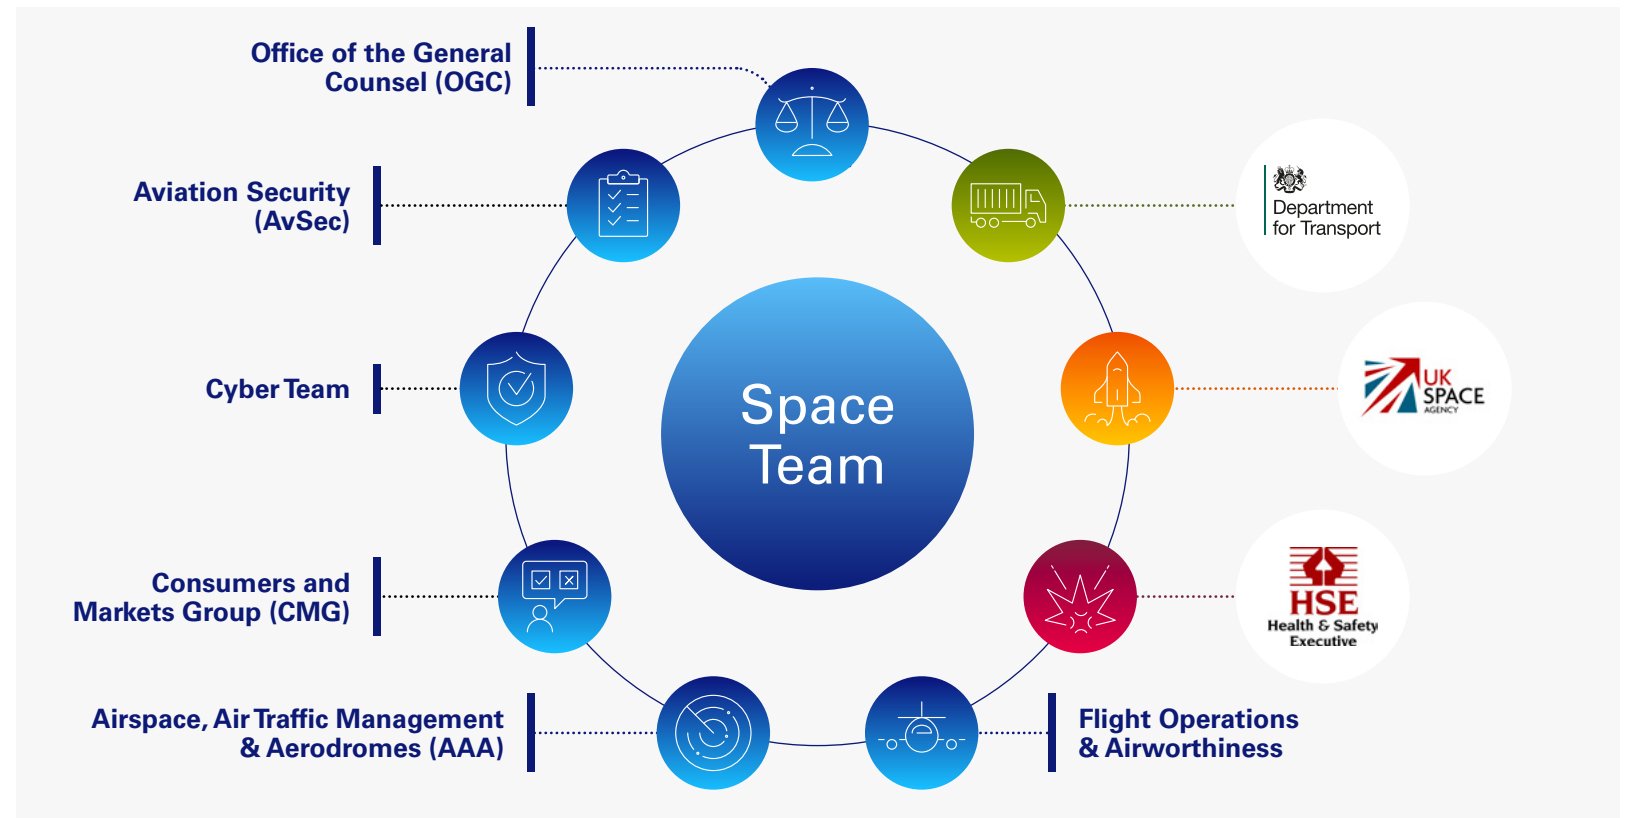 Office of the General
Counsel (OGC)
Aviation Security
(AvSec)
Cyber Team
Consumers and
Markets Group (CMG)
Airspace, Air Traffic Management
& Aerodromes (AAA)
Space
Team
Department
for Transport
UK
SPACE
AGENCY
HSE
Health & Safety
Executive
Flight Operations
& Airworthiness